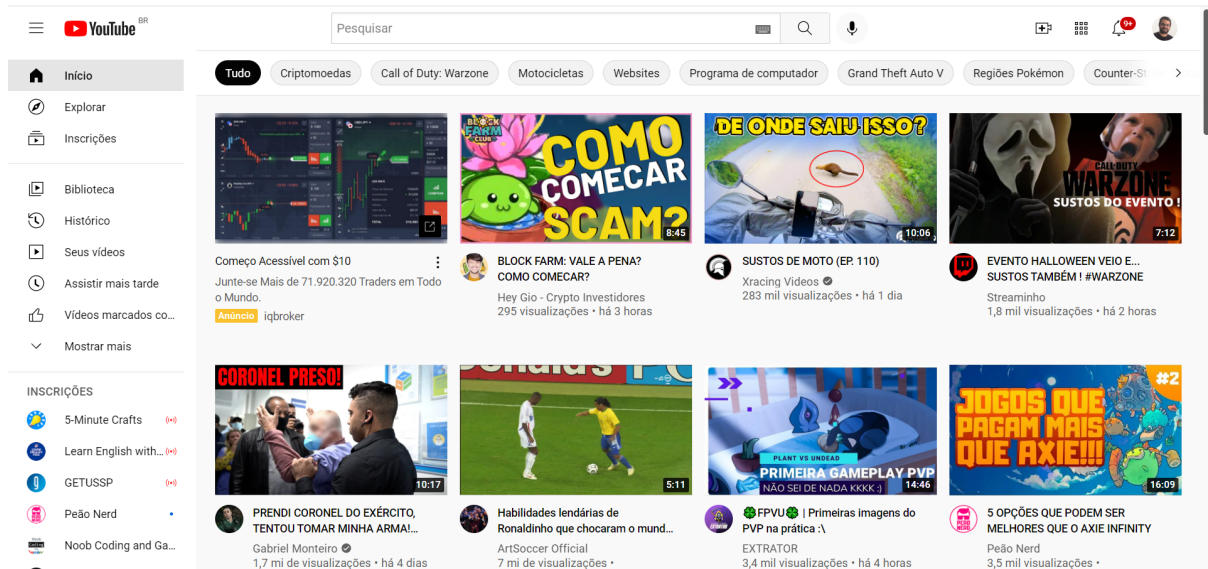 YouTube BR
Pesquisar
9+
Início
Explorar
Inscrições
Biblioteca
Histórico
Seus vídeos
Assistir mais tarde
Vídeos marcados co...
Mostrar mais
INSCRIÇÕES
5-Minute Crafts
Learn English with...
GETUSSP
Peão Nerd
Noob Coding and Ga...
Tudo
Criptomoedas
Call of Duty: Warzone
Motocicletas
Websites
Programa de computador
Grand Theft Auto V
Regiões Pokémon
Counter-St
Começo Acessível com $10
Junte-se Mais de 71.920.320 Traders em Todo
o Mundo.
Anúncio iqbroker
BLOCK
FARM
CLUB
COMO
COMEÇAR
SCAM?
8:45
BLOCK FARM: VALE A PENA?
COMO COMECAR?
Hey Gio - Crypto Investidores
295 visualizações • há 3 horas
DE ONDE SAIU ISSO?
10:06
SUSTOS DE MOTO (EP. 110)
Xracing Videos
283 mil visualizações • há 1 dia
CALL DUTY
WARZONE
SUSTOS DO EVENTO !
7:12
EVENTO HALLOWEEN VEIO E...
SUSTOS TAMBÉM ! #WARZONE
Streaminho
1,8 mil visualizações • há 2 horas
CORONEL PRESO!
10:17
PRENDI CORONEL DO EXÉRCITO,
TENTOU TOMAR MINHA ARMA!...
Gabriel Monteiro
1,7 mi de visualizações • há 4 dias
5:11
Habilidades lendárias de
Ronaldinho que chocaram o mund...
ArtSoccer Official
7 mi de visualizações •
PLANT VS UNDEAD
PRIMEIRA GAMEPLAY PVP
NÃO SEI DE NADA KKKK :)
14:46
🍀FPVU🍀 | Primeiras imagens do
PVP na prática :\
EXTRATOR
3,4 mil visualizações • há 4 horas
#2
JOGOS QUE
PAGAM MAIS
QUE AXIE!!!
16:09
5 OPÇÕES QUE PODEM SER
MELHORES QUE O AXIE INFINITY
Peão Nerd
3,5 mil visualizações •